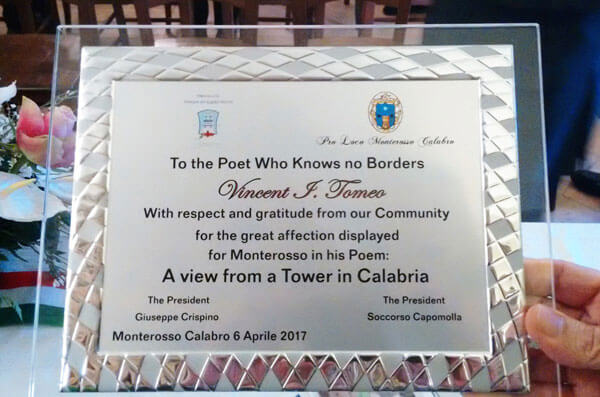 Pro Loco Monterosso Calabro
To the Poet Who Knows no Borders
Vincent J. Tomeo
With respect and gratitude from our Community
for the great affection displayed
for Monterosso in his Poem:
A view from a Tower in Calabria
The President
Giuseppe Crispino
The President
Soccorso Capomolla
Monterosso Calabro 6 Aprile 2017